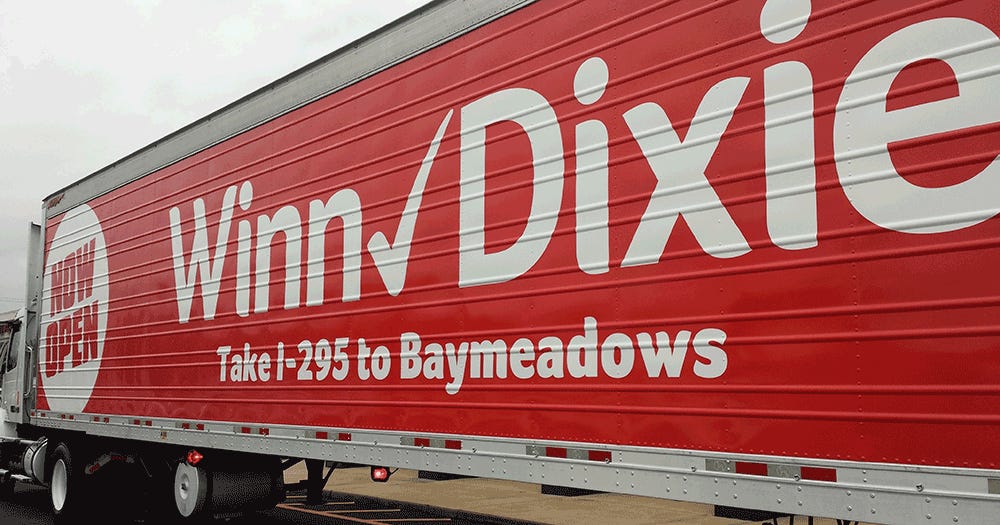 NOW
OPEN
Winn✓Dixie
Take I-295 to Baymeadows